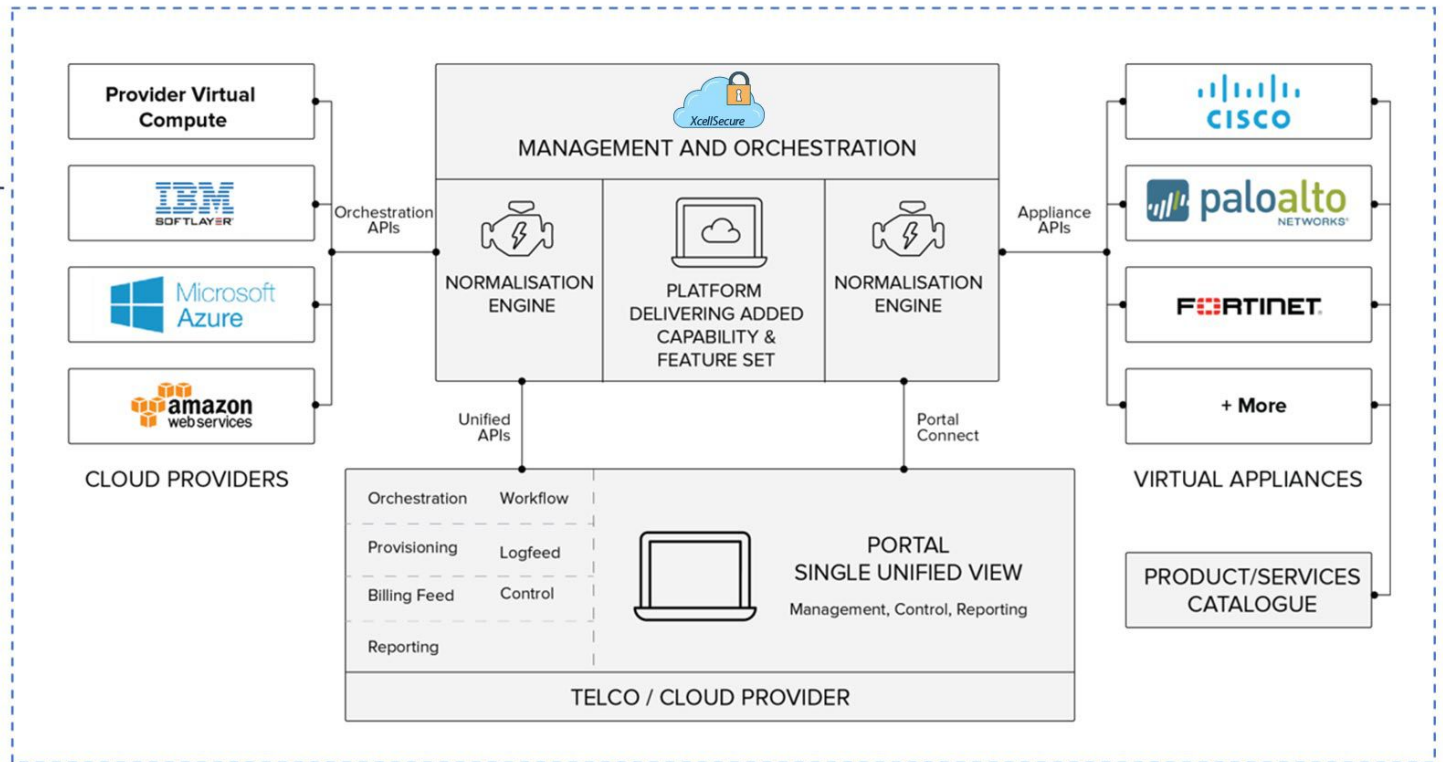 Provider Virtual
Compute
IBM
SOFTLAYER
Microsoft
Azure
amazon
webservices
CLOUD PROVIDERS
Orchestration
APIs
XcellSecure
MANAGEMENT AND ORCHESTRATION
NORMALISATION
ENGINE
PLATFORM
DELIVERING ADDED
CAPABILITY &
FEATURE SET
NORMALISATION
ENGINE
Appliance
APIs
CISCO
paloalto
NETWORKS®
FORTINET®
+ More
VIRTUAL APPLIANCES
PRODUCT/SERVICES
CATALOGUE
Unified
APIs
Portal
Connect
Orchestration Workflow
Provisioning Logfeed
Billing Feed Control
Reporting
PORTAL
SINGLE UNIFIED VIEW
Management, Control, Reporting
TELCO / CLOUD PROVIDER